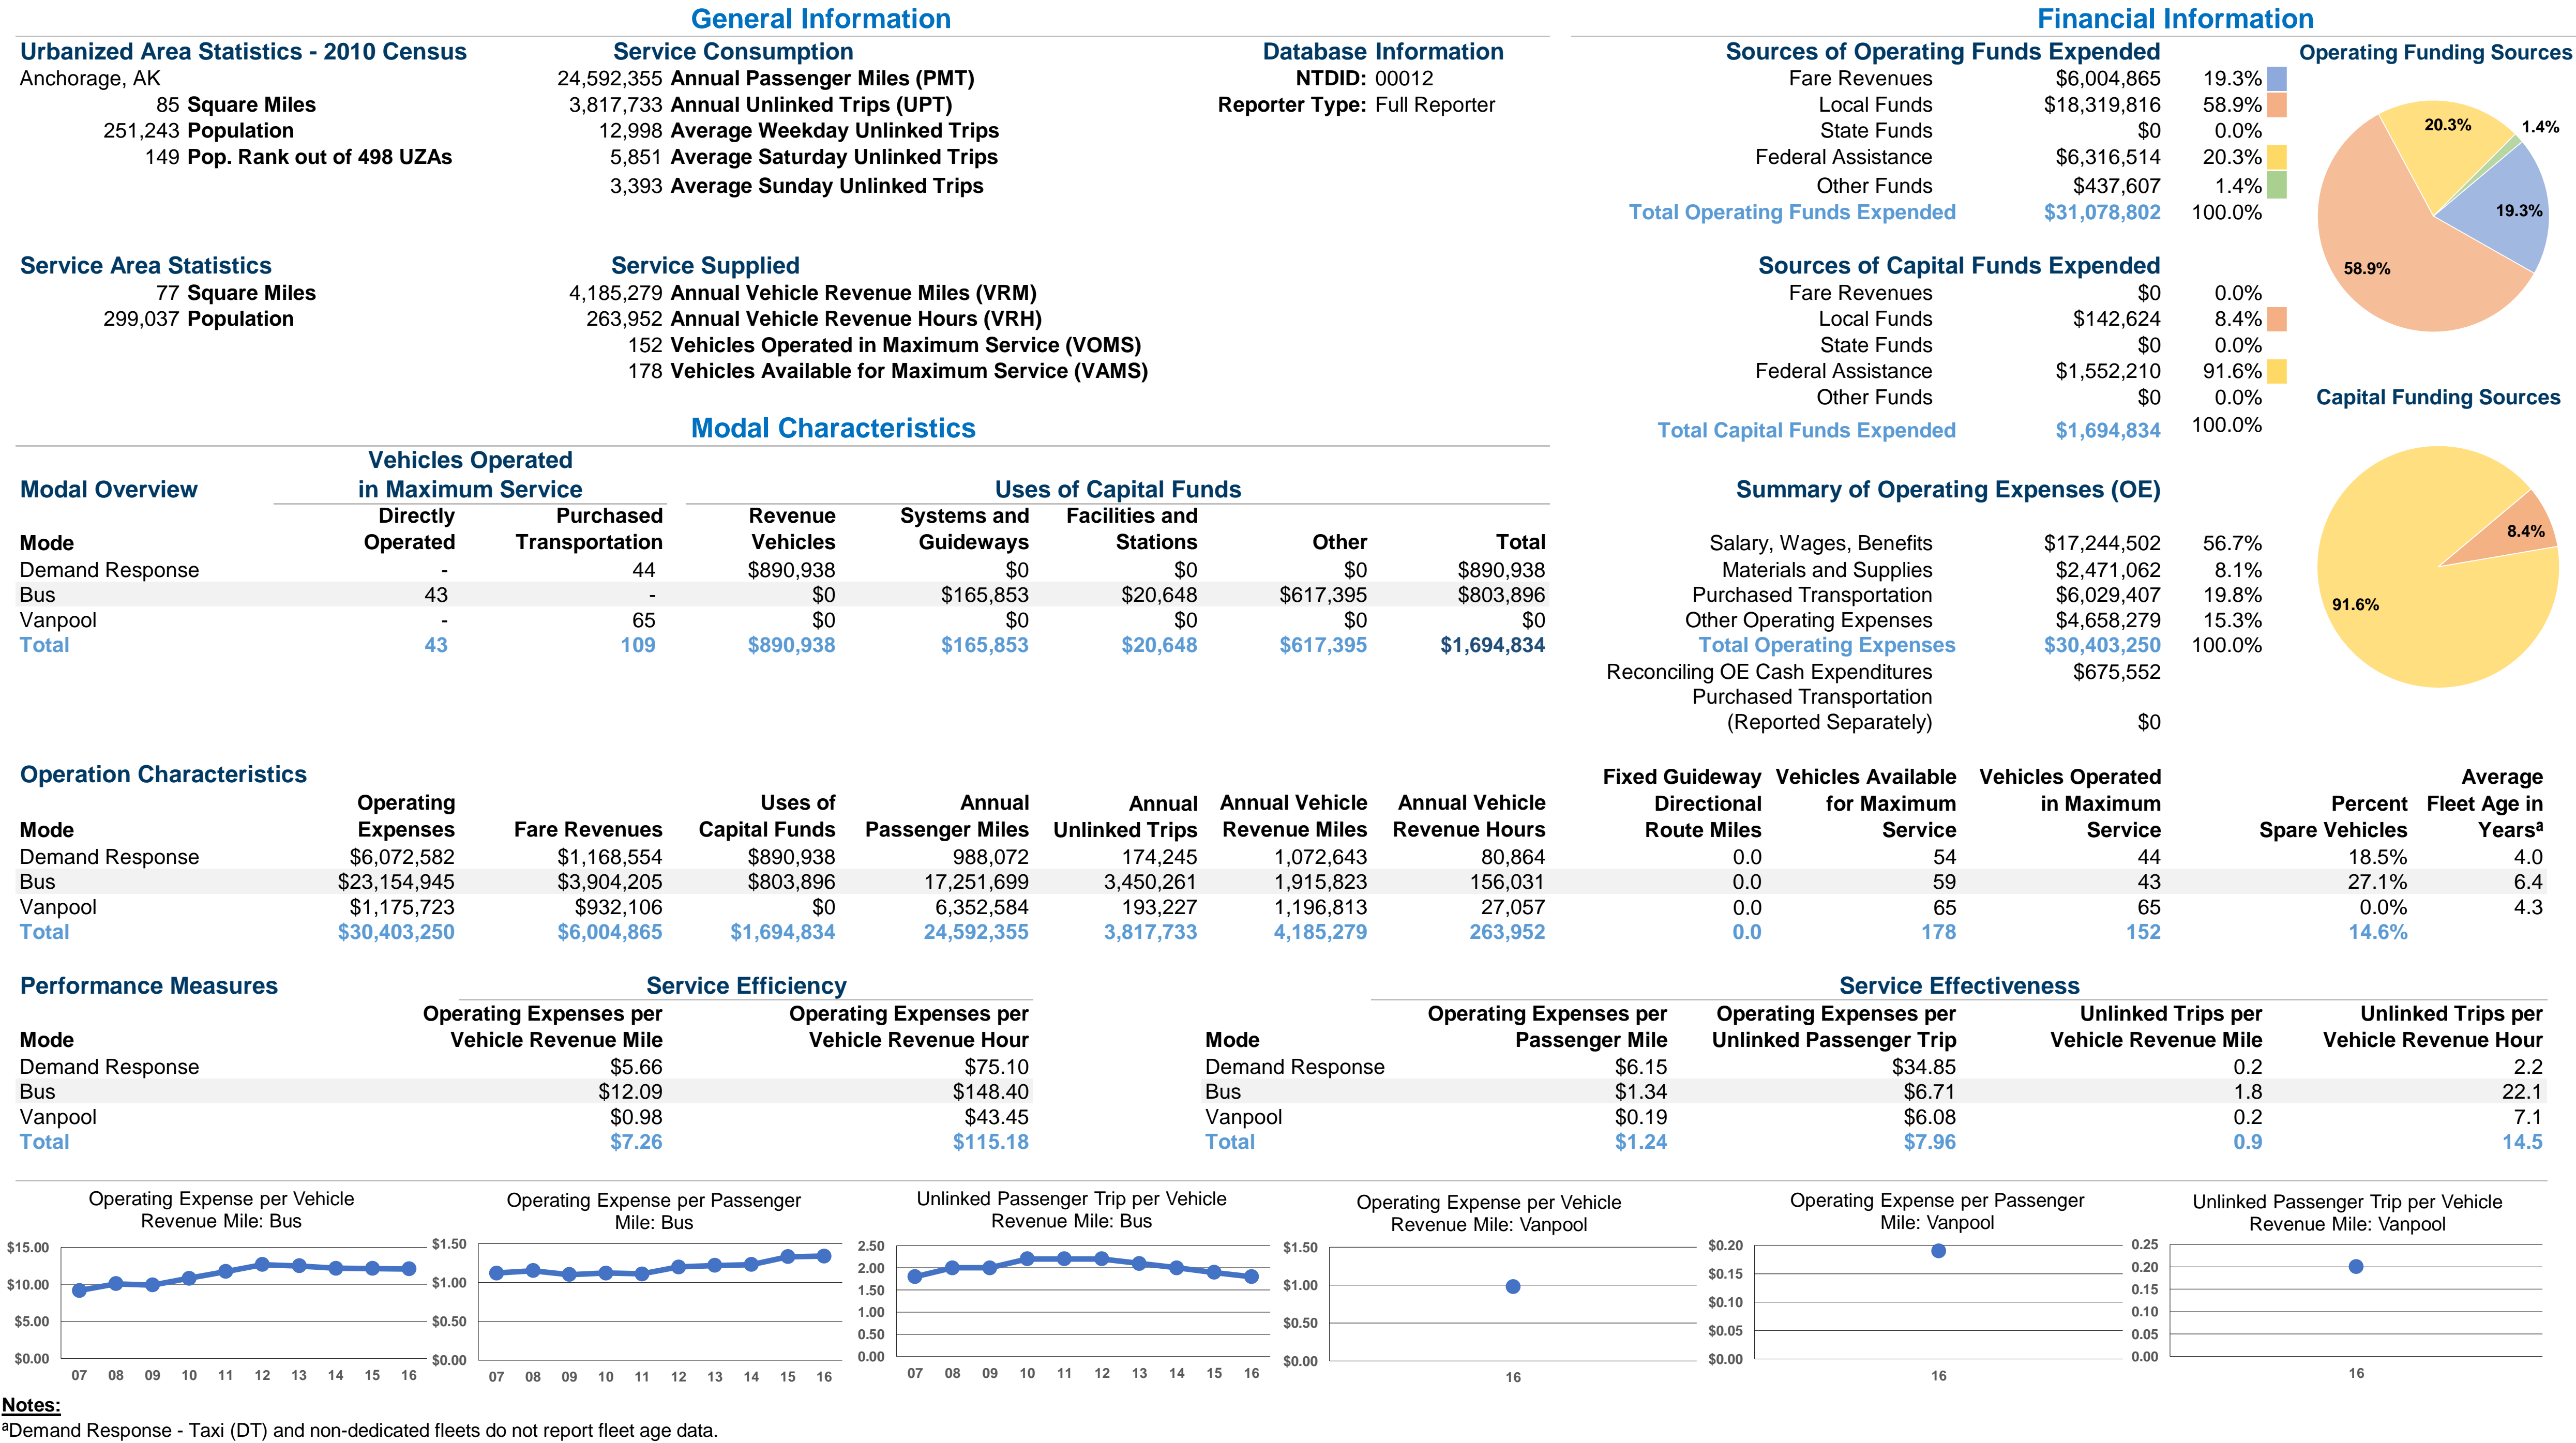 General Information
Urbanized Area Statistics - 2010 Census
Anchorage, AK
85 Square Miles
251,243 Population
149 Pop. Rank out of 498 UZAs
Service Consumption
24,592,355 Annual Passenger Miles (PMT)
3,817,733 Annual Unlinked Trips (UPT)
12,998 Average Weekday Unlinked Trips
5,851 Average Saturday Unlinked Trips
3,393 Average Sunday Unlinked Trips
Database Information
NTDID: 00012
Reporter Type: Full Reporter
Service Area Statistics
77 Square Miles
299,037 Population
Service Supplied
4,185,279 Annual Vehicle Revenue Miles (VRM)
263,952 Annual Vehicle Revenue Hours (VRH)
152 Vehicles Operated in Maximum Service (VOMS)
178 Vehicles Available for Maximum Service (VAMS)
Financial Information
Sources of Operating Funds Expended
Fare Revenues $6,004,865 19.3%
Local Funds $18,319,816 58.9%
State Funds $0 0.0%
Federal Assistance $6,316,514 20.3%
Other Funds $437,607 1.4%
Total Operating Funds Expended $31,078,802 100.0%
Operating Funding Sources
20.3%
1.4%
19.3%
58.9%
Sources of Capital Funds Expended
Fare Revenues $0 0.0%
Local Funds $142,624 8.4%
State Funds $0 0.0%
Federal Assistance $1,552,210 91.6%
Other Funds $0 0.0%
Total Capital Funds Expended $1,694,834 100.0%
Capital Funding Sources
8.4%
91.6%
Modal Characteristics
Modal Overview
Vehicles Operated
in Maximum Service
Uses of Capital Funds
Directly Purchased Revenue Systems and Facilities and
Mode Operated Transportation Vehicles Guideways Stations Other Total
Demand Response - 44 $890,938 $0 $0 $0 $890,938
Bus 43 - $0 $165,853 $20,648 $617,395 $803,896
Vanpool - 65 $0 $0 $0 $0 $0
Total 43 109 $890,938 $165,853 $20,648 $617,395 $1,694,834
Summary of Operating Expenses (OE)
Salary, Wages, Benefits $17,244,502 56.7%
Materials and Supplies $2,471,062 8.1%
Purchased Transportation $6,029,407 19.8%
Other Operating Expenses $4,658,279 15.3%
Total Operating Expenses $30,403,250 100.0%
Reconciling OE Cash Expenditures $675,552
Purchased Transportation
(Reported Separately) $0
Operation Characteristics
Fixed Guideway Vehicles Available Vehicles Operated Average
Operating Uses of Annual Annual Annual Vehicle Annual Vehicle Directional for Maximum in Maximum Percent Fleet Age in
Mode Expenses Fare Revenues Capital Funds Passenger Miles Unlinked Trips Revenue Miles Revenue Hours Route Miles Service Service Spare Vehicles Yearsª
Demand Response $6,072,582 $1,168,554 $890,938 988,072 174,245 1,072,643 80,864 0.0 54 44 18.5% 4.0
Bus $23,154,945 $3,904,205 $803,896 17,251,699 3,450,261 1,915,823 156,031 0.0 59 43 27.1% 6.4
Vanpool $1,175,723 $932,106 $0 6,352,584 193,227 1,196,813 27,057 0.0 65 65 0.0% 4.3
Total $30,403,250 $6,004,865 $1,694,834 24,592,355 3,817,733 4,185,279 263,952 0.0 178 152 14.6%
Performance Measures
Service Efficiency
Operating Expenses per Operating Expenses per
Mode Vehicle Revenue Mile Vehicle Revenue Hour
Demand Response $5.66 $75.10
Bus $12.09 $148.40
Vanpool $0.98 $43.45
Total $7.26 $115.18
Service Effectiveness
Operating Expenses per Operating Expenses per Unlinked Trips per Unlinked Trips per
Mode Passenger Mile Unlinked Passenger Trip Vehicle Revenue Mile Vehicle Revenue Hour
Demand Response $6.15 $34.85 0.2 2.2
Bus $1.34 $6.71 1.8 22.1
Vanpool $0.19 $6.08 0.2 7.1
Total $1.24 $7.96 0.9 14.5
Operating Expense per Vehicle
Revenue Mile: Bus
$15.00
$10.00
$5.00
$0.00
07 08 09 10 11 12 13 14 15 16
Operating Expense per Passenger
Mile: Bus
$1.50
$1.00
$0.50
$0.00
07 08 09 10 11 12 13 14 15 16
Unlinked Passenger Trip per Vehicle
Revenue Mile: Bus
2.50
2.00
1.50
1.00
0.50
0.00
07 08 09 10 11 12 13 14 15 16
Operating Expense per Vehicle
Revenue Mile: Vanpool
$1.50
$1.00
$0.50
$0.00
16
Operating Expense per Passenger
Mile: Vanpool
$0.20
$0.15
$0.10
$0.05
$0.00
16
Unlinked Passenger Trip per Vehicle
Revenue Mile: Vanpool
0.25
0.20
0.15
0.10
0.05
0.00
16
Notes:
ªDemand Response - Taxi (DT) and non-dedicated fleets do not report fleet age data.